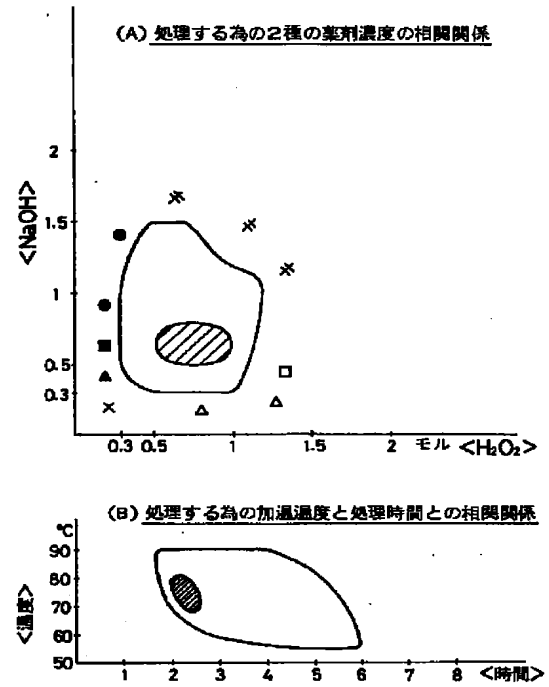 (A) 処理する為の2種の薬剤濃度の相関関係
<NaOH>
2
1.5
1
0.5
0.3
0.3 0.5 1 1.5 2 モル <H₂O₂>
(B) 処理する為の加温温度と処理時間との相関関係
℃
<温度>
90
80
70
60
50
1 2 3 4 5 6 7 8 <時間>